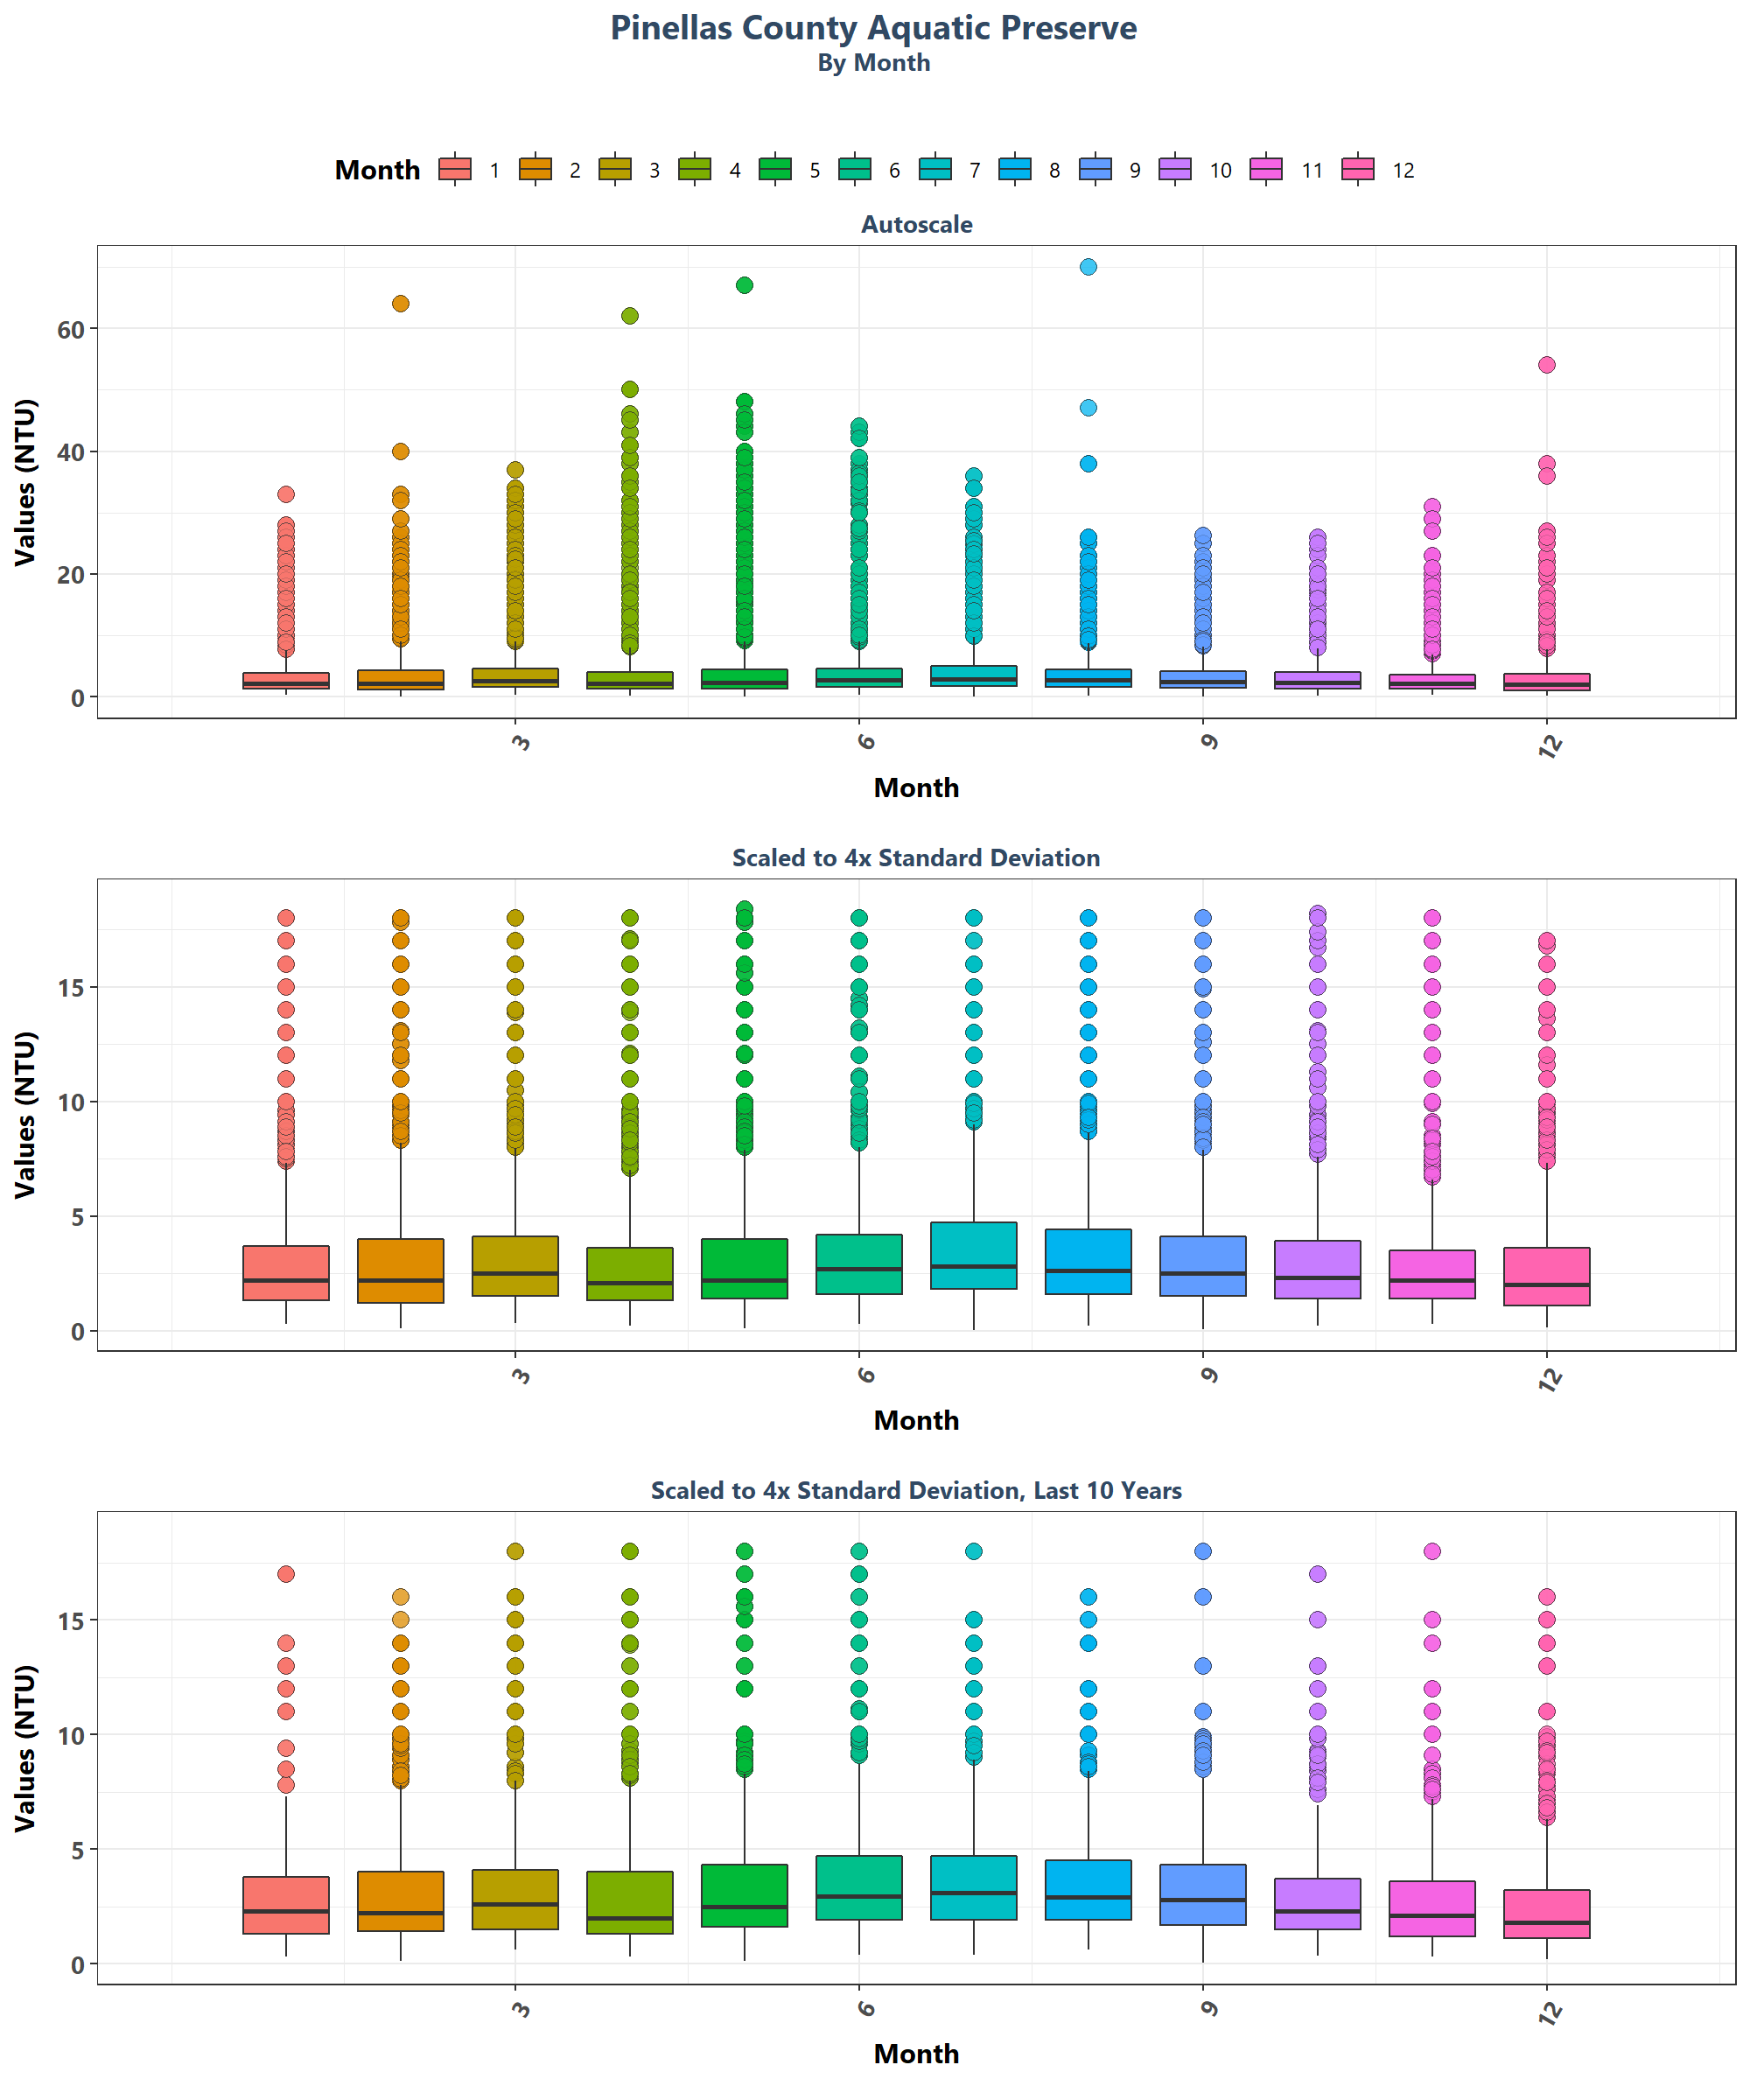 Pinellas County Aquatic Preserve
By Month
Month 1 2 3 4 5 6 7 8 9 10 11 12
Autoscale
Values (NTU)
60
40
20
0
3 6 9 12
Month
Scaled to 4x Standard Deviation
Values (NTU)
15
10
5
0
3 6 9 12
Month
Scaled to 4x Standard Deviation, Last 10 Years
Values (NTU)
15
10
5
0
3 6 9 12
Month